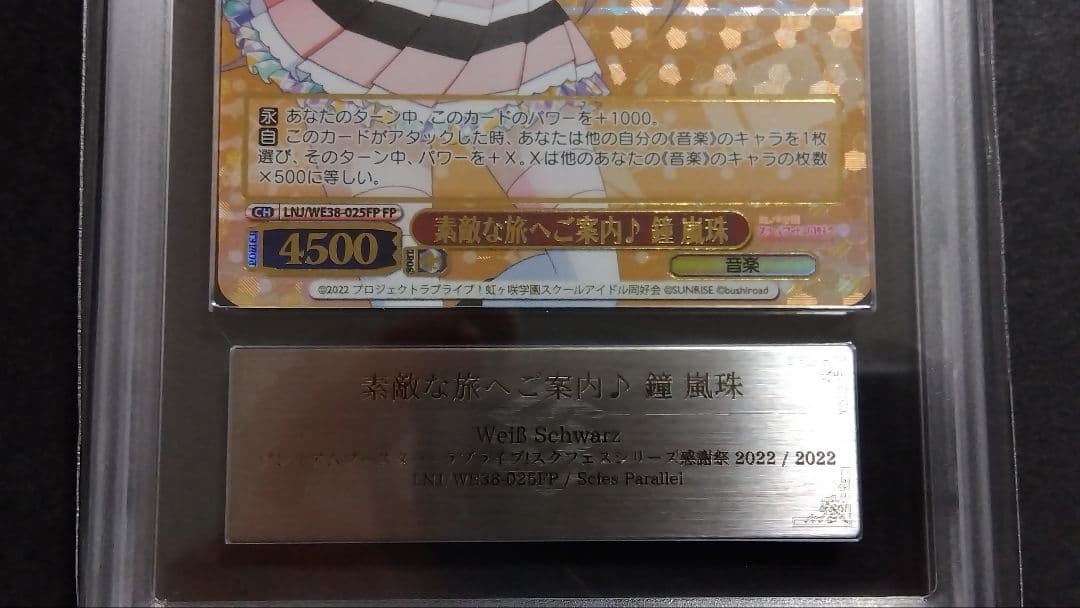 永 あなたのターン中、このカードのパワーを+1000。
自 このカードがアタックした時、あなたは他の自分の《音楽》のキャラを1枚
選び、そのターン中、パワーを+X。Xは他のあなたの《音楽》のキャラの枚数
×500に等しい。
CH LNJ/WE38-025FP FP
POWER 4500
素敵な旅へご案内♪ 鐘 嵐珠
SOUL
音楽
©2022 プロジェクトラブライブ!虹ヶ咲学園スクールアイドル同好会 ©SUNRISE ©bushiroad
素敵な旅へご案内♪ 鐘 嵐珠
Weiß Schwarz
ラブライブ!スクフェスシリーズ感謝祭 2022 / 2022
LNJ/WE38-025FP / Scfes Parallel